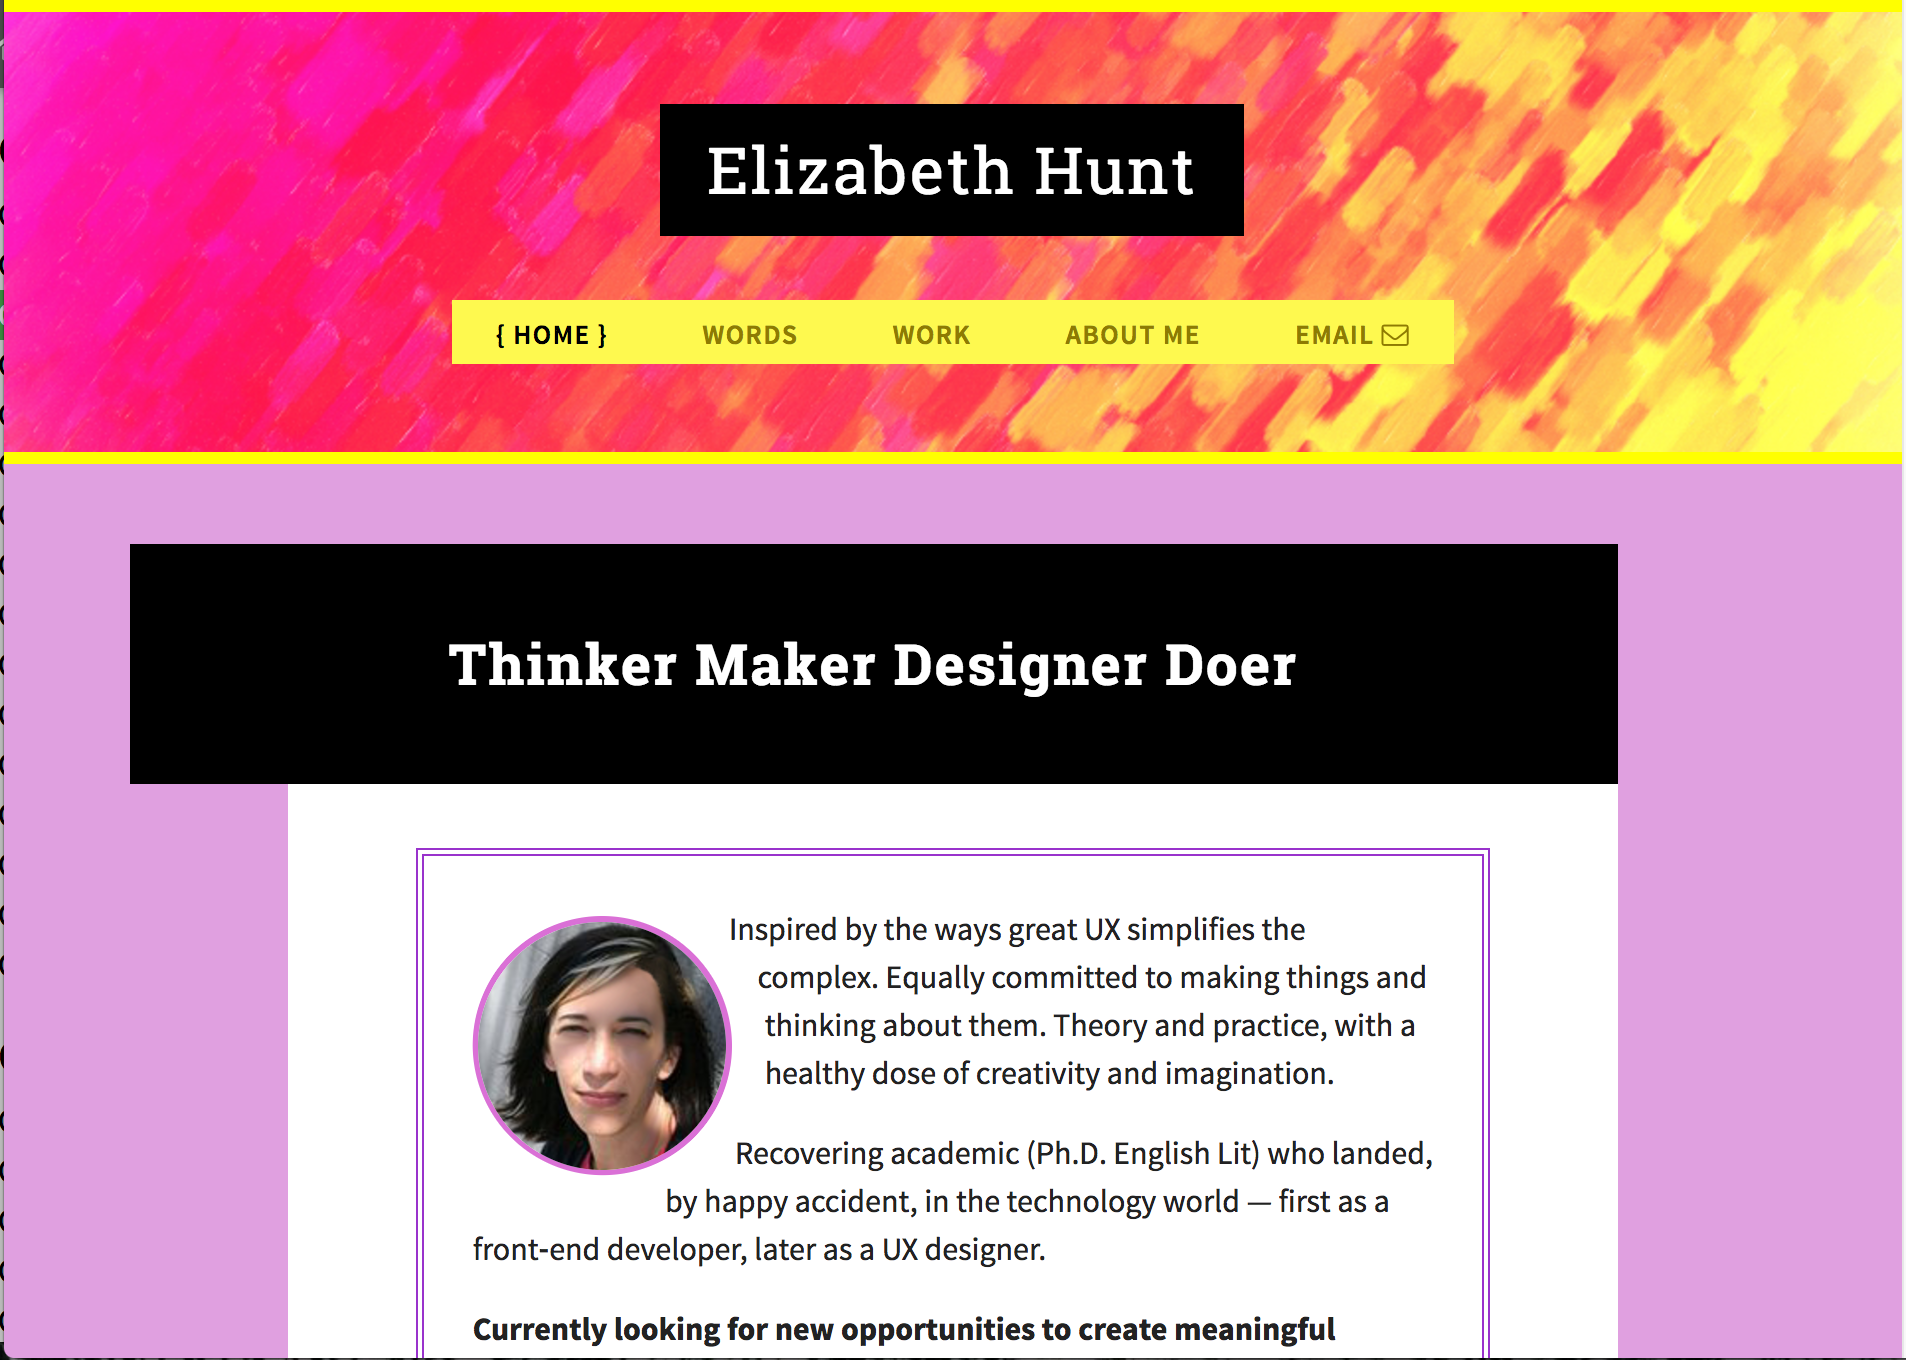 Elizabeth Hunt
{ HOME } WORDS WORK ABOUT ME EMAIL
Thinker Maker Designer Doer
Inspired by the ways great UX simplifies the
complex. Equally committed to making things and
thinking about them. Theory and practice, with a
healthy dose of creativity and imagination.
Recovering academic (Ph.D. English Lit) who landed,
by happy accident, in the technology world — first as a
front-end developer, later as a UX designer.
Currently looking for new opportunities to create meaningful